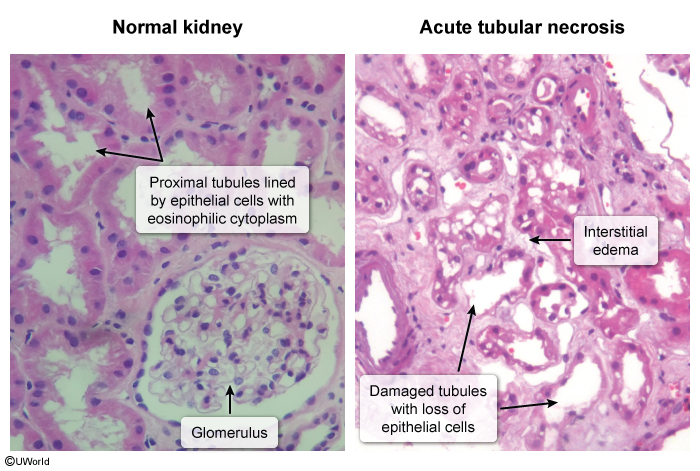 Normal kidney
Acute tubular necrosis
Proximal tubules lined
by epithelial cells with
eosinophilic cytoplasm
Interstitial
edema
Damaged tubules
with loss of
epithelial cells
Glomerulus
©UWorld